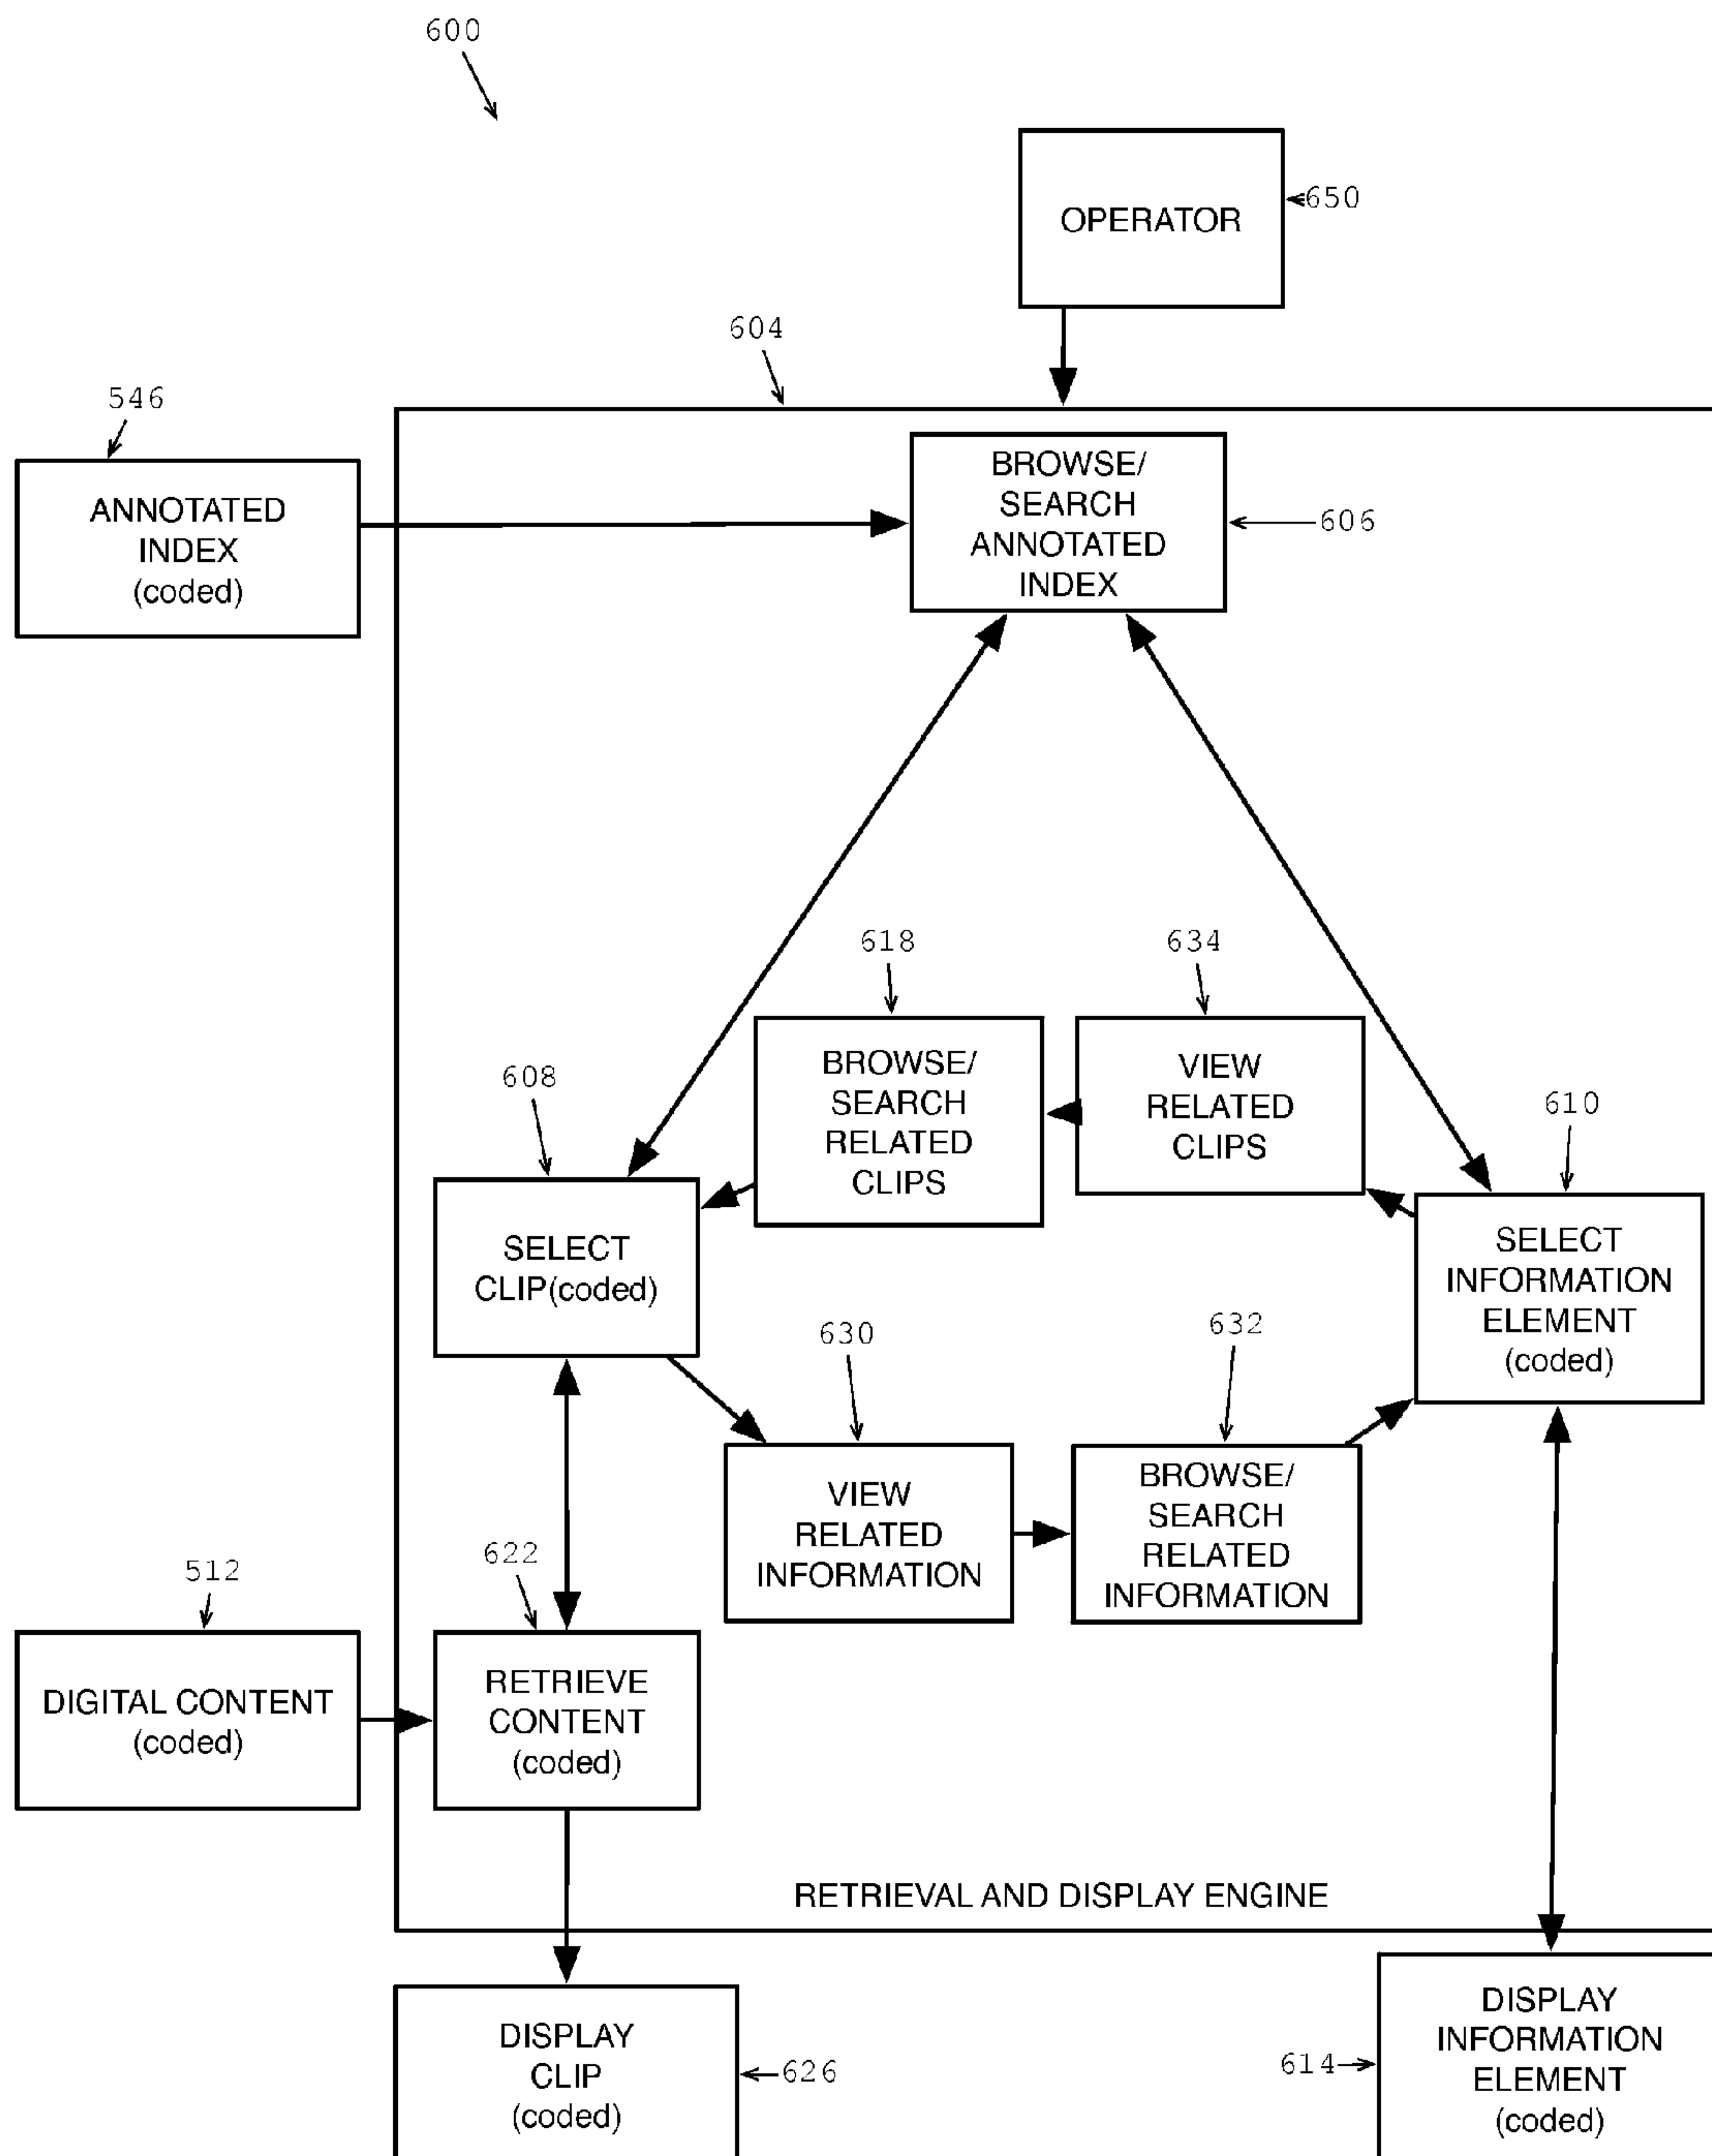 600
OPERATOR
650
604
546
ANNOTATED
INDEX
(coded)
BROWSE/
SEARCH
ANNOTATED
INDEX
606
618
634
BROWSE/
SEARCH
RELATED
CLIPS
VIEW
RELATED
CLIPS
608
610
SELECT
CLIP(coded)
SELECT
INFORMATION
ELEMENT
(coded)
630
632
VIEW
RELATED
INFORMATION
BROWSE/
SEARCH
RELATED
INFORMATION
512
622
DIGITAL CONTENT
(coded)
RETRIEVE
CONTENT
(coded)
RETRIEVAL AND DISPLAY ENGINE
DISPLAY
CLIP
(coded)
626
614
DISPLAY
INFORMATION
ELEMENT
(coded)